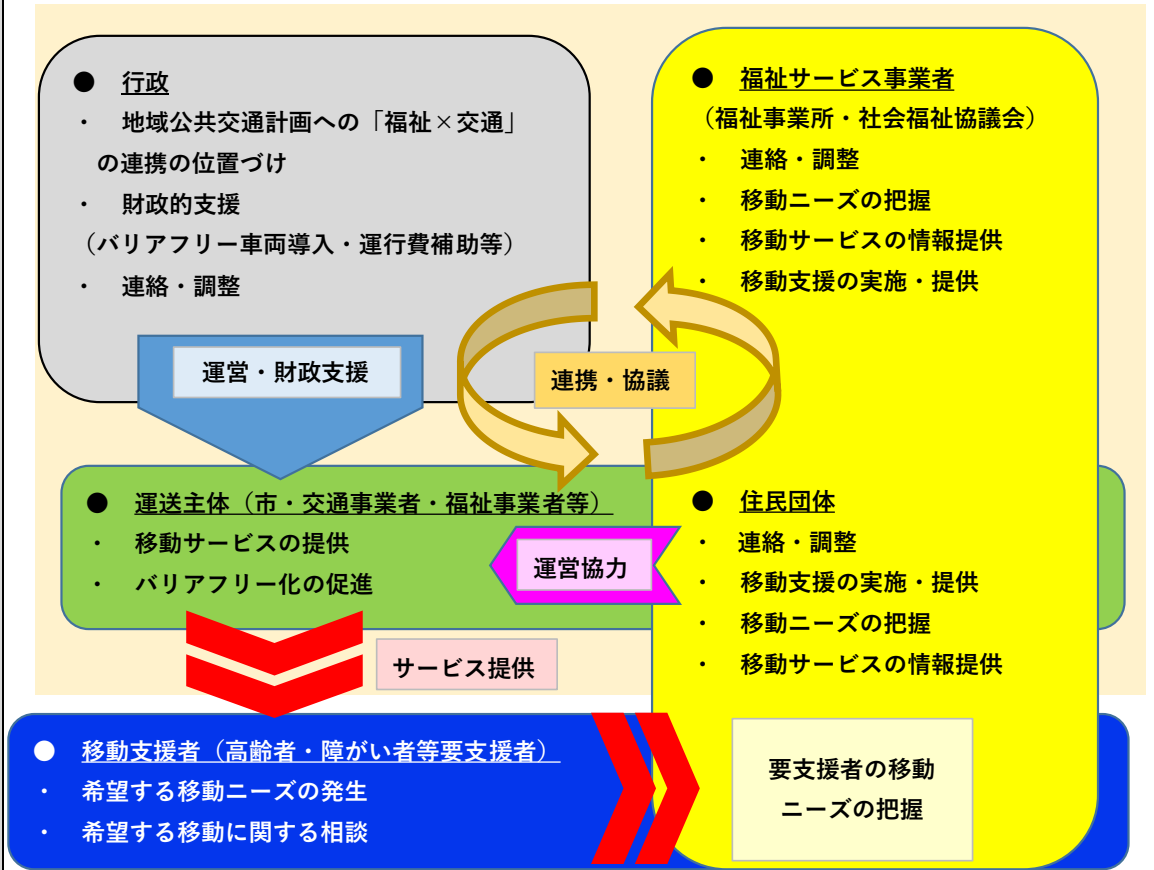 ● 行政
・ 地域公共交通計画への「福祉×交通」
の連携の位置づけ
・ 財政的支援
（バリアフリー車両導入・運行費補助等）
・ 連絡・調整
運営・財政支援
● 福祉サービス事業者
（福祉事業所・社会福祉協議会）
・ 連絡・調整
・ 移動ニーズの把握
・ 移動サービスの情報提供
・ 移動支援の実施・提供
連携・協議
● 運送主体（市・交通事業者・福祉事業者等）
・ 移動サービスの提供
・ バリアフリー化の促進
運営協力
● 住民団体
・ 連絡・調整
・ 移動支援の実施・提供
・ 移動ニーズの把握
・ 移動サービスの情報提供
サービス提供
● 移動支援者（高齢者・障がい者等要支援者）
・ 希望する移動ニーズの発生
・ 希望する移動に関する相談
要支援者の移動
ニーズの把握